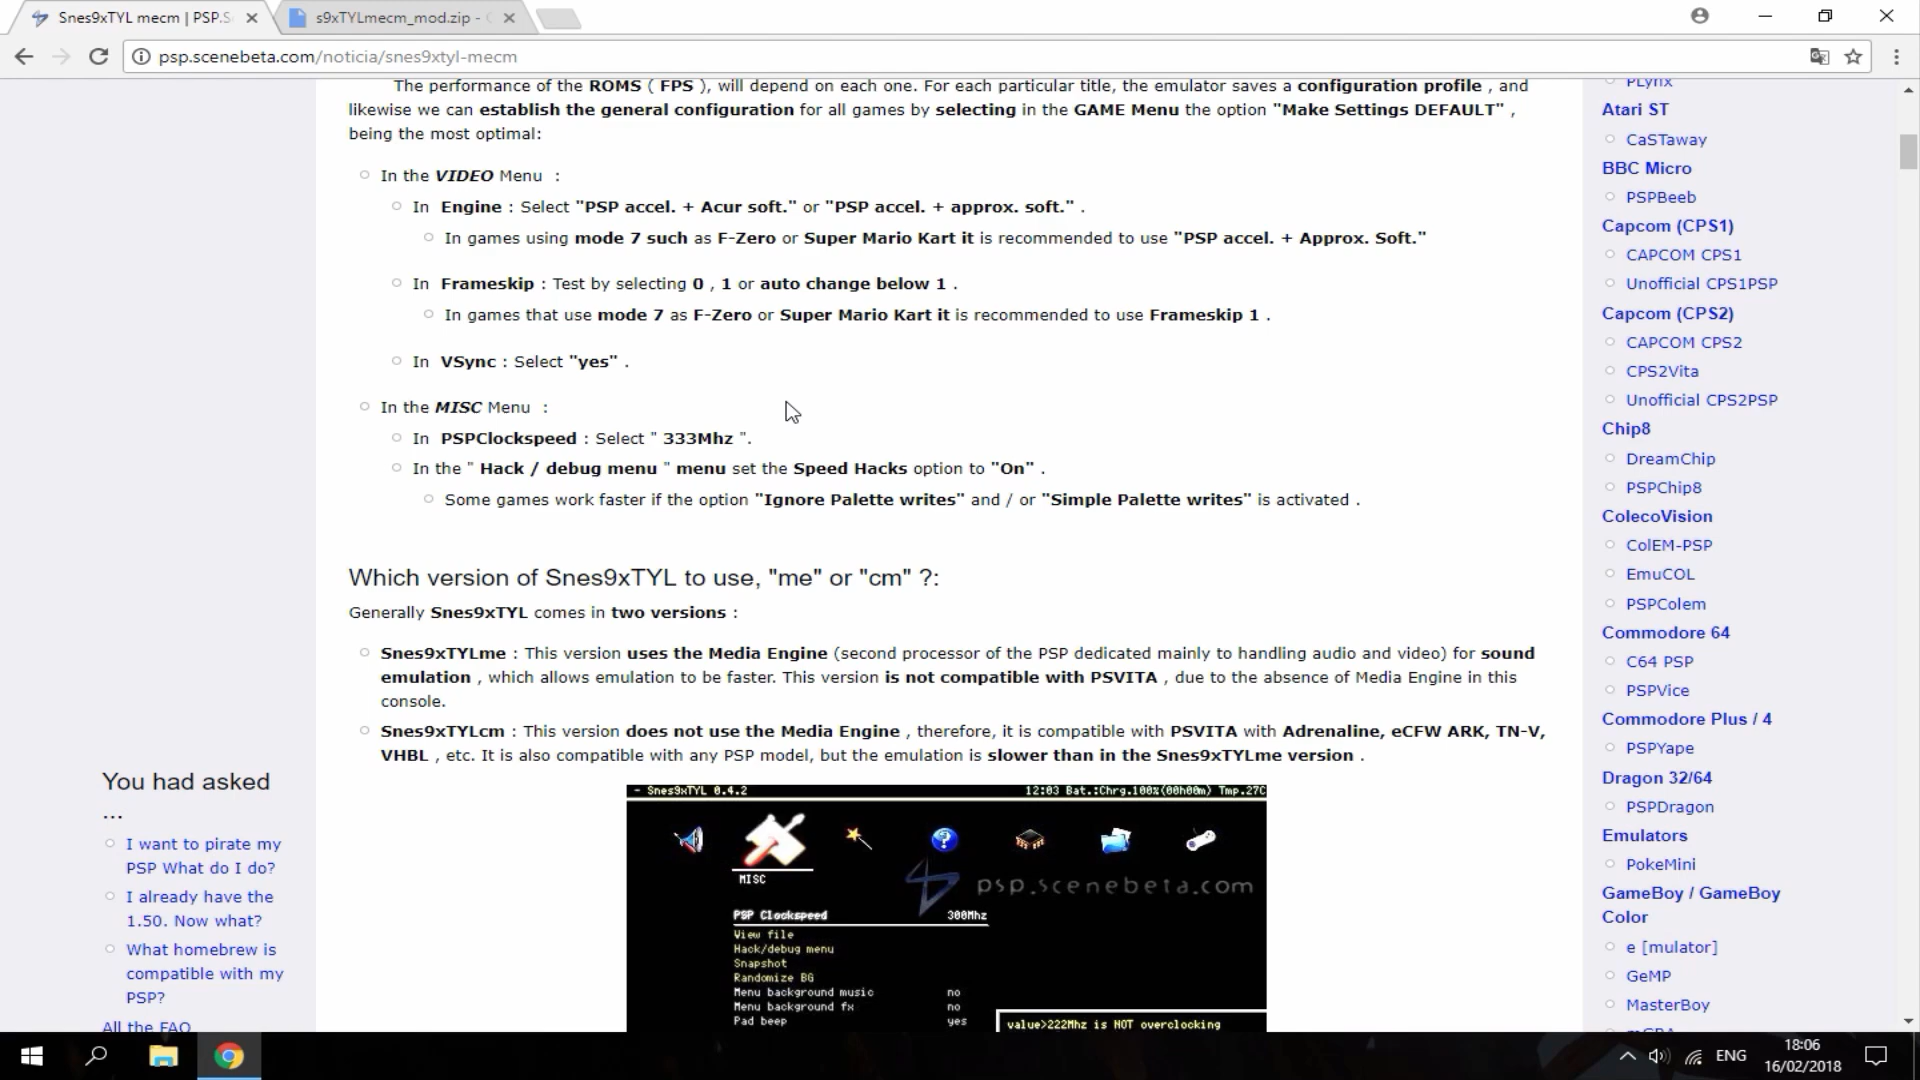 Snes9xTYL mecm | PSP.S
s9xTYLmecm_mod.zip -
psp.scenebeta.com/noticia/snes9xtyl-mecm
The performance of the ROMS ( FPS ), will depend on each one. For each particular title, the emulator saves a configuration profile , and
likewise we can establish the general configuration for all games by selecting in the GAME Menu the option "Make Settings DEFAULT" ,
being the most optimal:
In the VIDEO Menu :
In Engine : Select "PSP accel. + Acur soft." or "PSP accel. + approx. soft." .
In games using mode 7 such as F-Zero or Super Mario Kart it is recommended to use "PSP accel. + Approx. Soft."
In Frameskip : Test by selecting 0 , 1 or auto change below 1 .
In games that use mode 7 as F-Zero or Super Mario Kart it is recommended to use Frameskip 1 .
In VSync : Select "yes" .
In the MISC Menu :
In PSPClockspeed : Select " 333Mhz ".
In the " Hack / debug menu " menu set the Speed Hacks option to "On" .
Some games work faster if the option "Ignore Palette writes" and / or "Simple Palette writes" is activated .
Which version of Snes9xTYL to use, "me" or "cm" ?:
Generally Snes9xTYL comes in two versions :
Snes9xTYLme : This version uses the Media Engine (second processor of the PSP dedicated mainly to handling audio and video) for sound
emulation , which allows emulation to be faster. This version is not compatible with PSVITA , due to the absence of Media Engine in this
console.
Snes9xTYLcm : This version does not use the Media Engine , therefore, it is compatible with PSVITA with Adrenaline, eCFW ARK, TN-V,
VHBL , etc. It is also compatible with any PSP model, but the emulation is slower than in the Snes9xTYLme version .
- Snes9xTYL 0.4.2 12:03 Bat.:Chrg.100%(00h00m) Tmp.27C
MISC
psp.scenebeta.com
PSP Clockspeed 300Mhz
View file
Hack/debug menu
Snapshot
Randomize BG
Menu background music no
Menu background fx no
Pad beep yes
value>222Mhz is NOT overclocking
You had asked
...
I want to pirate my
PSP What do I do?
I already have the
1.50. Now what?
What homebrew is
compatible with my
PSP?
All the FAQ
PLynx
Atari ST
CaSTaway
BBC Micro
PSPBeeb
Capcom (CPS1)
CAPCOM CPS1
Unofficial CPS1PSP
Capcom (CPS2)
CAPCOM CPS2
CPS2Vita
Unofficial CPS2PSP
Chip8
DreamChip
PSPChip8
ColecoVision
ColEM-PSP
EmuCOL
PSPColem
Commodore 64
C64 PSP
PSPVice
Commodore Plus / 4
PSPYape
Dragon 32/64
PSPDragon
Emulators
PokeMini
GameBoy / GameBoy
Color
e [mulator]
GeMP
MasterBoy
mGBA
ENG
18:06
16/02/2018